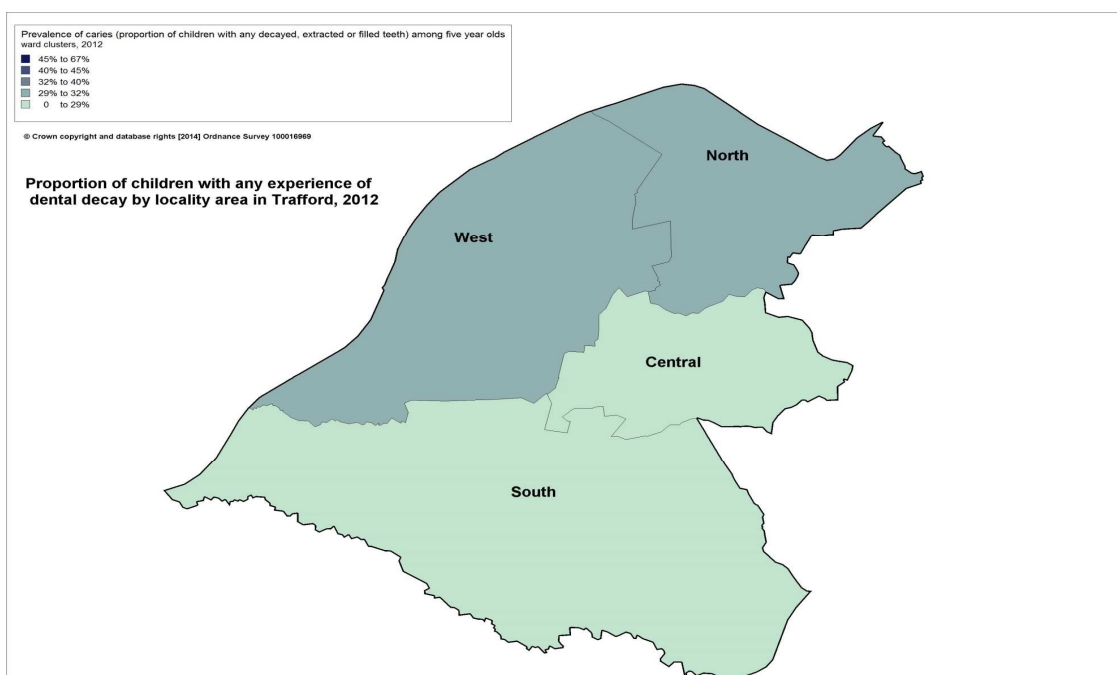 Prevalence of caries (proportion of children with any decayed, extracted or filled teeth) among five year olds
ward clusters, 2012
45% to 67%
40% to 45%
32% to 40%
29% to 32%
0 to 29%
© Crown copyright and database rights [2014] Ordnance Survey 100016969
Proportion of children with any experience of
dental decay by locality area in Trafford, 2012
North
West
Central
South